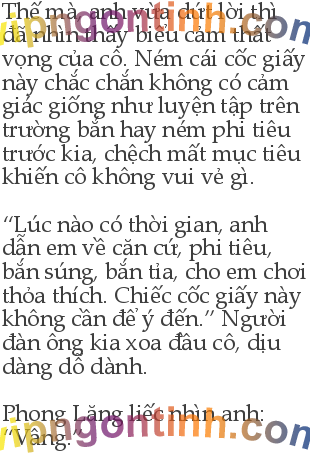 Thế mà, anh vừa dứt lời thì
đã nhìn thấy biểu cảm thất
vọng của cô. Ném cái cốc giấy
này chắc chắn không có cảm
giác giống như luyện tập trên
trường bắn hay ném phi tiêu
trước kia, chệch mất mục tiêu
khiến cô không vui vẻ gì.
“Lúc nào có thời gian, anh
dẫn em về căn cứ, phi tiêu,
bắn súng, bắn tỉa, cho em chơi
thỏa thích. Chiếc cốc giấy này
không cần để ý đến.” Người
đàn ông kia xoa đầu cô, dịu
dàng dỗ dành.
Phong Lăng liếc nhìn anh:
“Vâng.”
vipngontinh.com